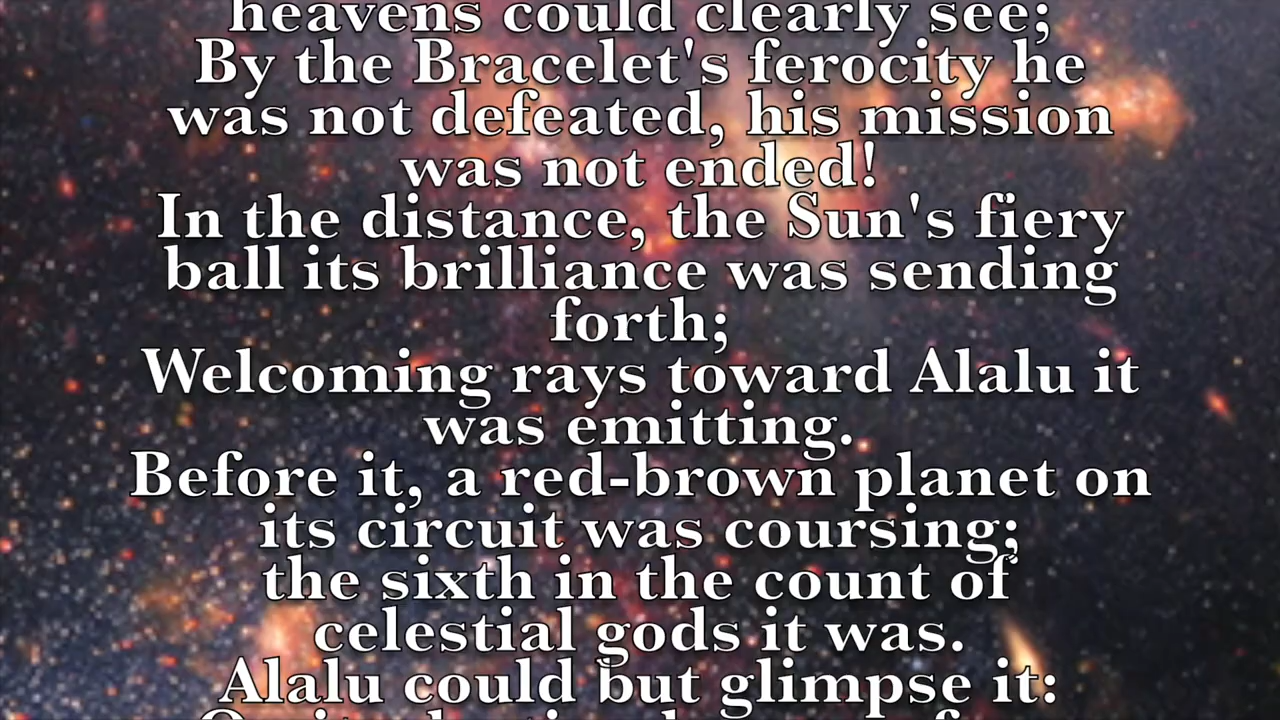 heavens could clearly see;
By the Bracelet's ferocity he
was not defeated, his mission
was not ended!
In the distance, the Sun's fiery
ball its brilliance was sending
forth;
Welcoming rays toward Alalu it
was emitting.
Before it, a red-brown planet on
its circuit was coursing;
the sixth in the count of
celestial gods it was.
Alalu could but glimpse it: